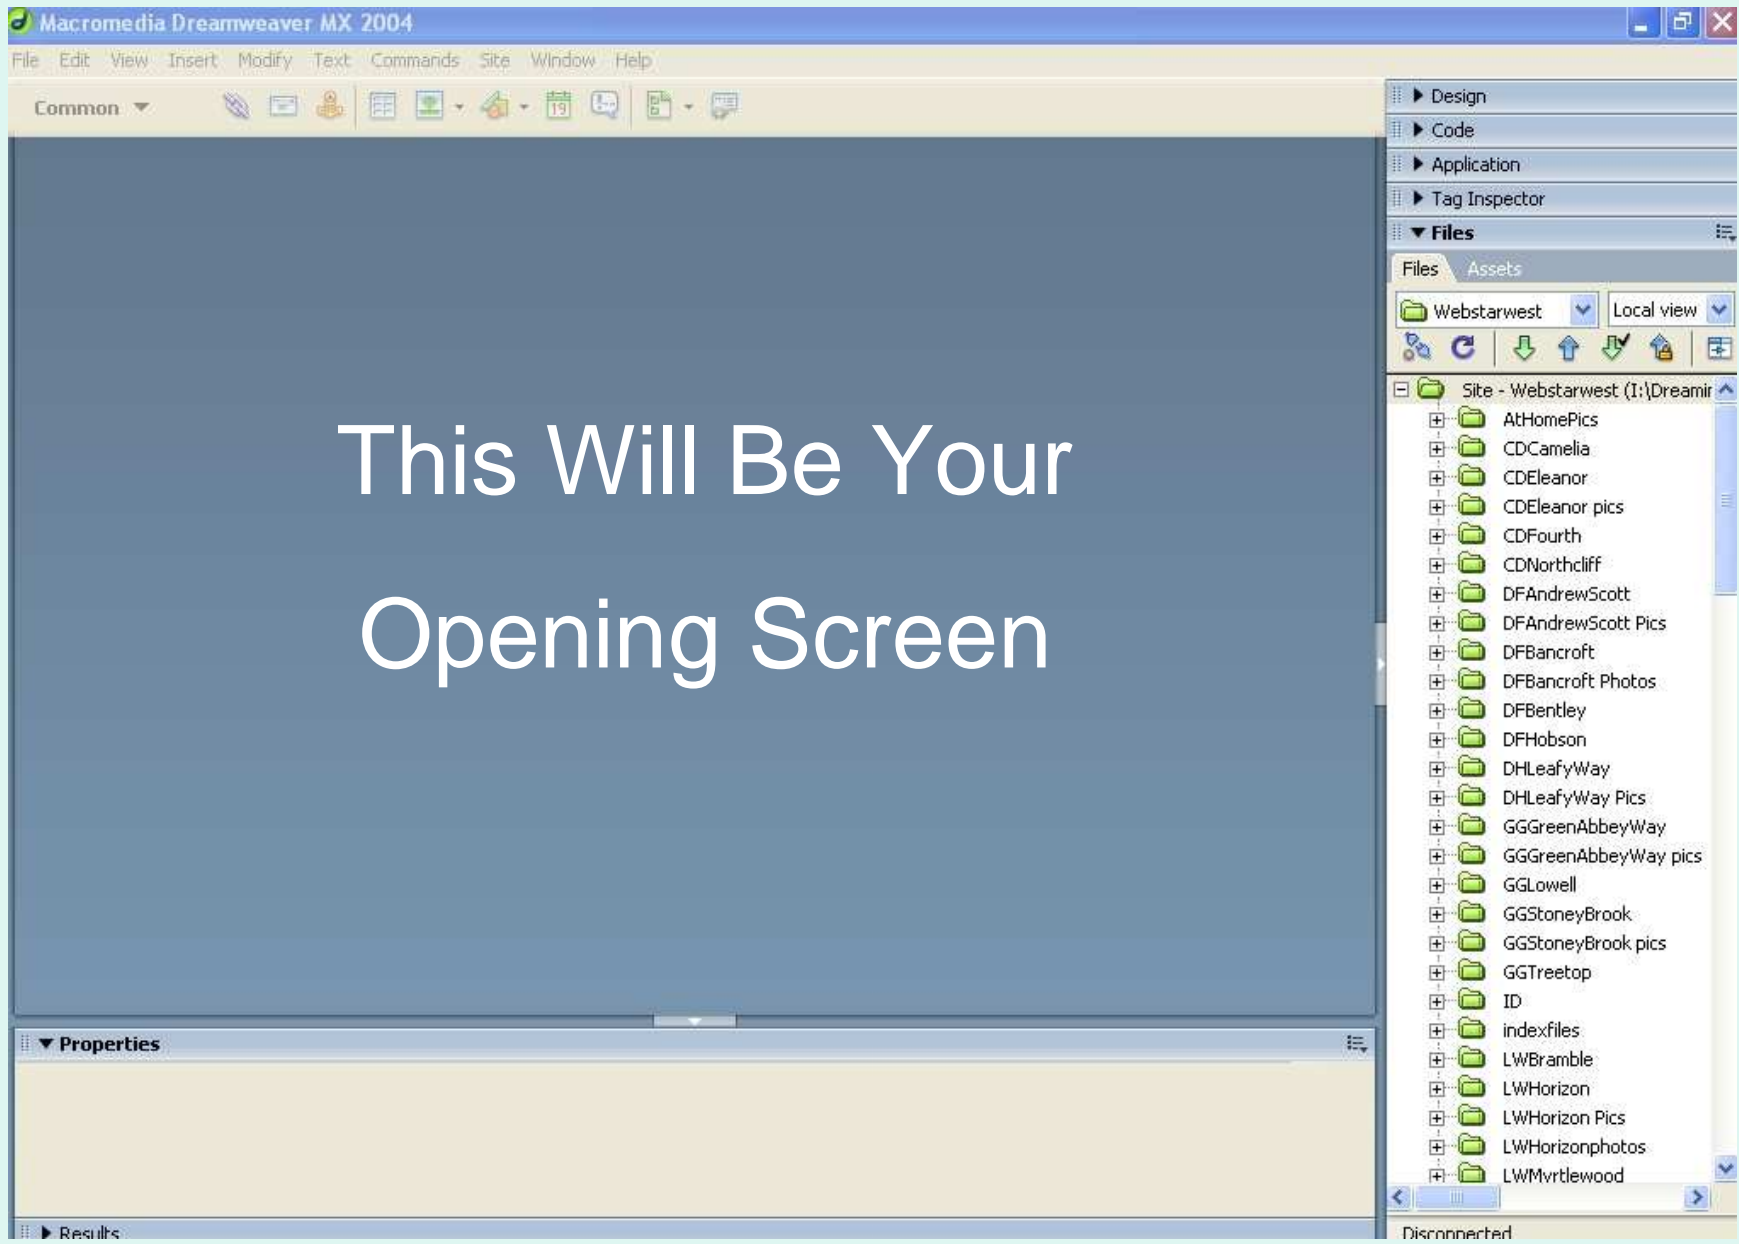 Macromedia Dreamweaver MX 2004
File Edit View Insert Modify Text Commands Site Window Help
Common
19
This Will Be Your
Opening Screen
Properties
Results
Design
Code
Application
Tag Inspector
Files
Files Assets
Webstarwest Local view
Site - Webstarwest (I:\Dreamir
AtHomePics
CDCamelia
CDEleanor
CDEleanor pics
CDFourth
CDNorthcliff
DFAndrewScott
DFAndrewScott Pics
DFBancroft
DFBancroft Photos
DFBentley
DFHobson
DHLeafyWay
DHLeafyWay Pics
GGGreenAbbeyWay
GGGreenAbbeyWay pics
GGLowell
GGStoneyBrook
GGStoneyBrook pics
GGTreetop
ID
indexfiles
LWBramble
LWHorizon
LWHorizon Pics
LWHorizonphotos
LWMyrtlewood
Disconnected